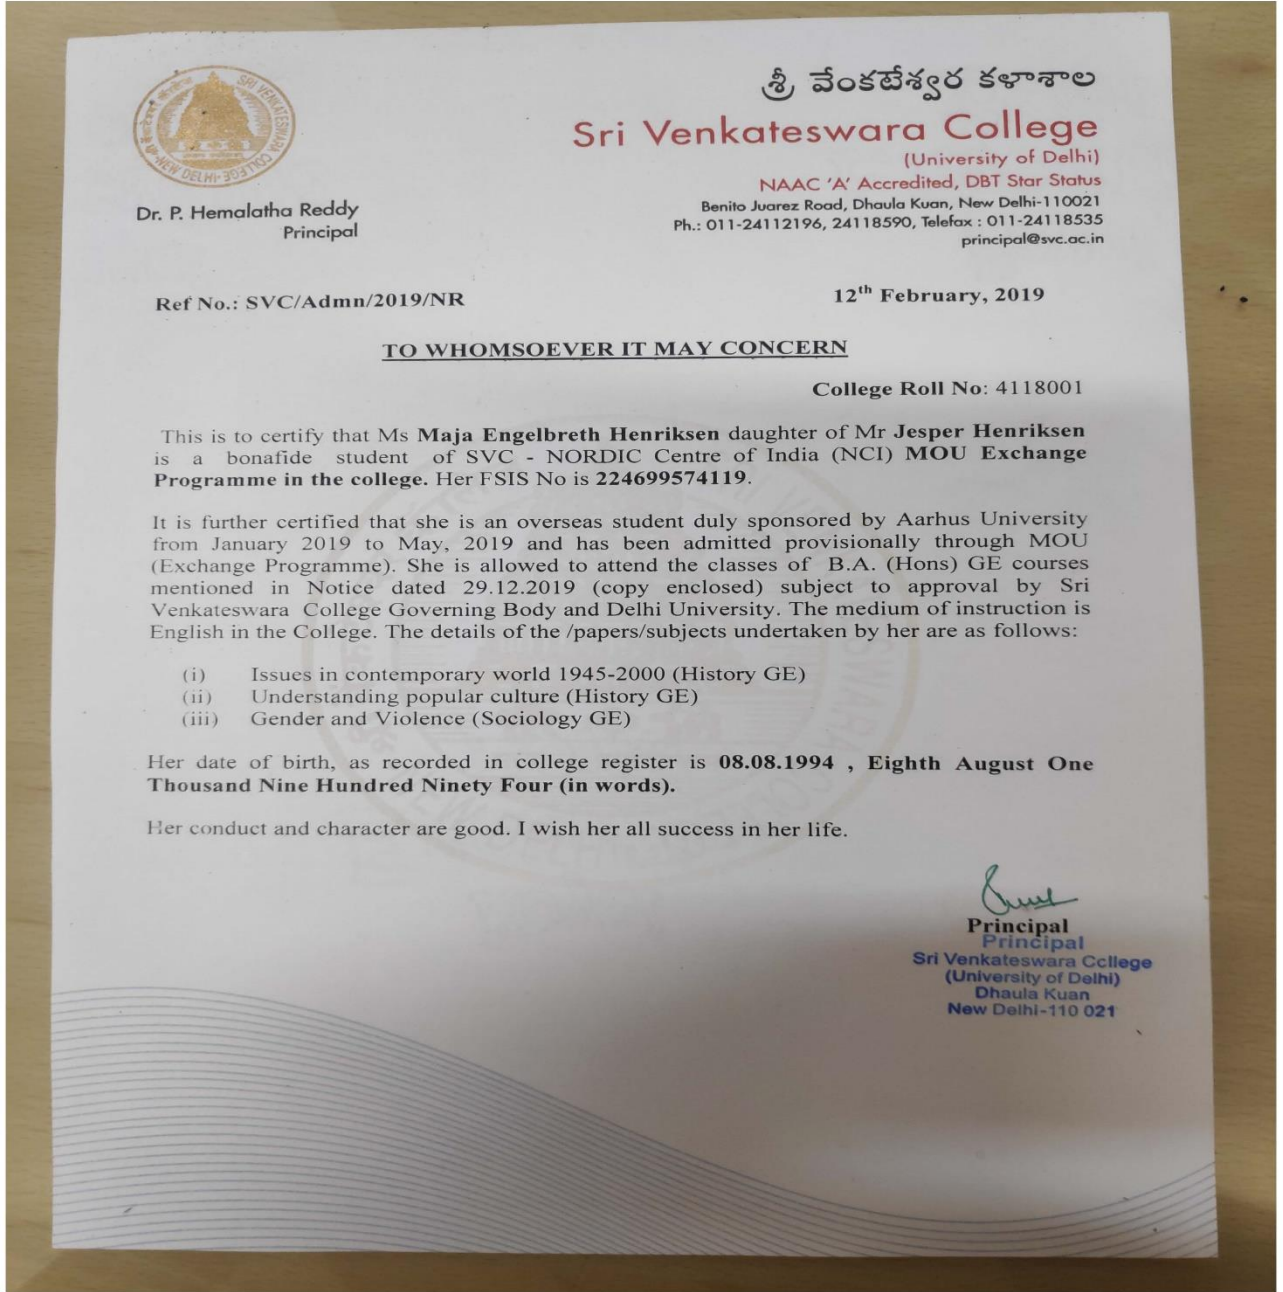 SRI VENKATESWARA COLLEGE
NEW DELHI
Dr. P. Hemalatha Reddy
Principal
శ్రీ వేంకటేశ్వర కళాశాల
Sri Venkateswara College
(University of Delhi)
NAAC 'A' Accredited, DBT Star Status
Benito Juarez Road, Dhaula Kuan, New Delhi-110021
Ph.: 011-24112196, 24118590, Telefax : 011-24118535
principal@svc.ac.in
Ref No.: SVC/Admn/2019/NR
12th February, 2019
TO WHOMSOEVER IT MAY CONCERN
College Roll No: 4118001
This is to certify that Ms Maja Engelbreth Henriksen daughter of Mr Jesper Henriksen
is a bonafide student of SVC - NORDIC Centre of India (NCI) MOU Exchange
Programme in the college. Her FSIS No is 224699574119.
It is further certified that she is an overseas student duly sponsored by Aarhus University
from January 2019 to May, 2019 and has been admitted provisionally through MOU
(Exchange Programme). She is allowed to attend the classes of B.A. (Hons) GE courses
mentioned in Notice dated 29.12.2019 (copy enclosed) subject to approval by Sri
Venkateswara College Governing Body and Delhi University. The medium of instruction is
English in the College. The details of the /papers/subjects undertaken by her are as follows:
(i) Issues in contemporary world 1945-2000 (History GE)
(ii) Understanding popular culture (History GE)
(iii) Gender and Violence (Sociology GE)
Her date of birth, as recorded in college register is 08.08.1994 , Eighth August One
Thousand Nine Hundred Ninety Four (in words).
Her conduct and character are good. I wish her all success in her life.
Principal
Principal
Sri Venkateswara College
(University of Delhi)
Dhaula Kuan
New Delhi-110 021